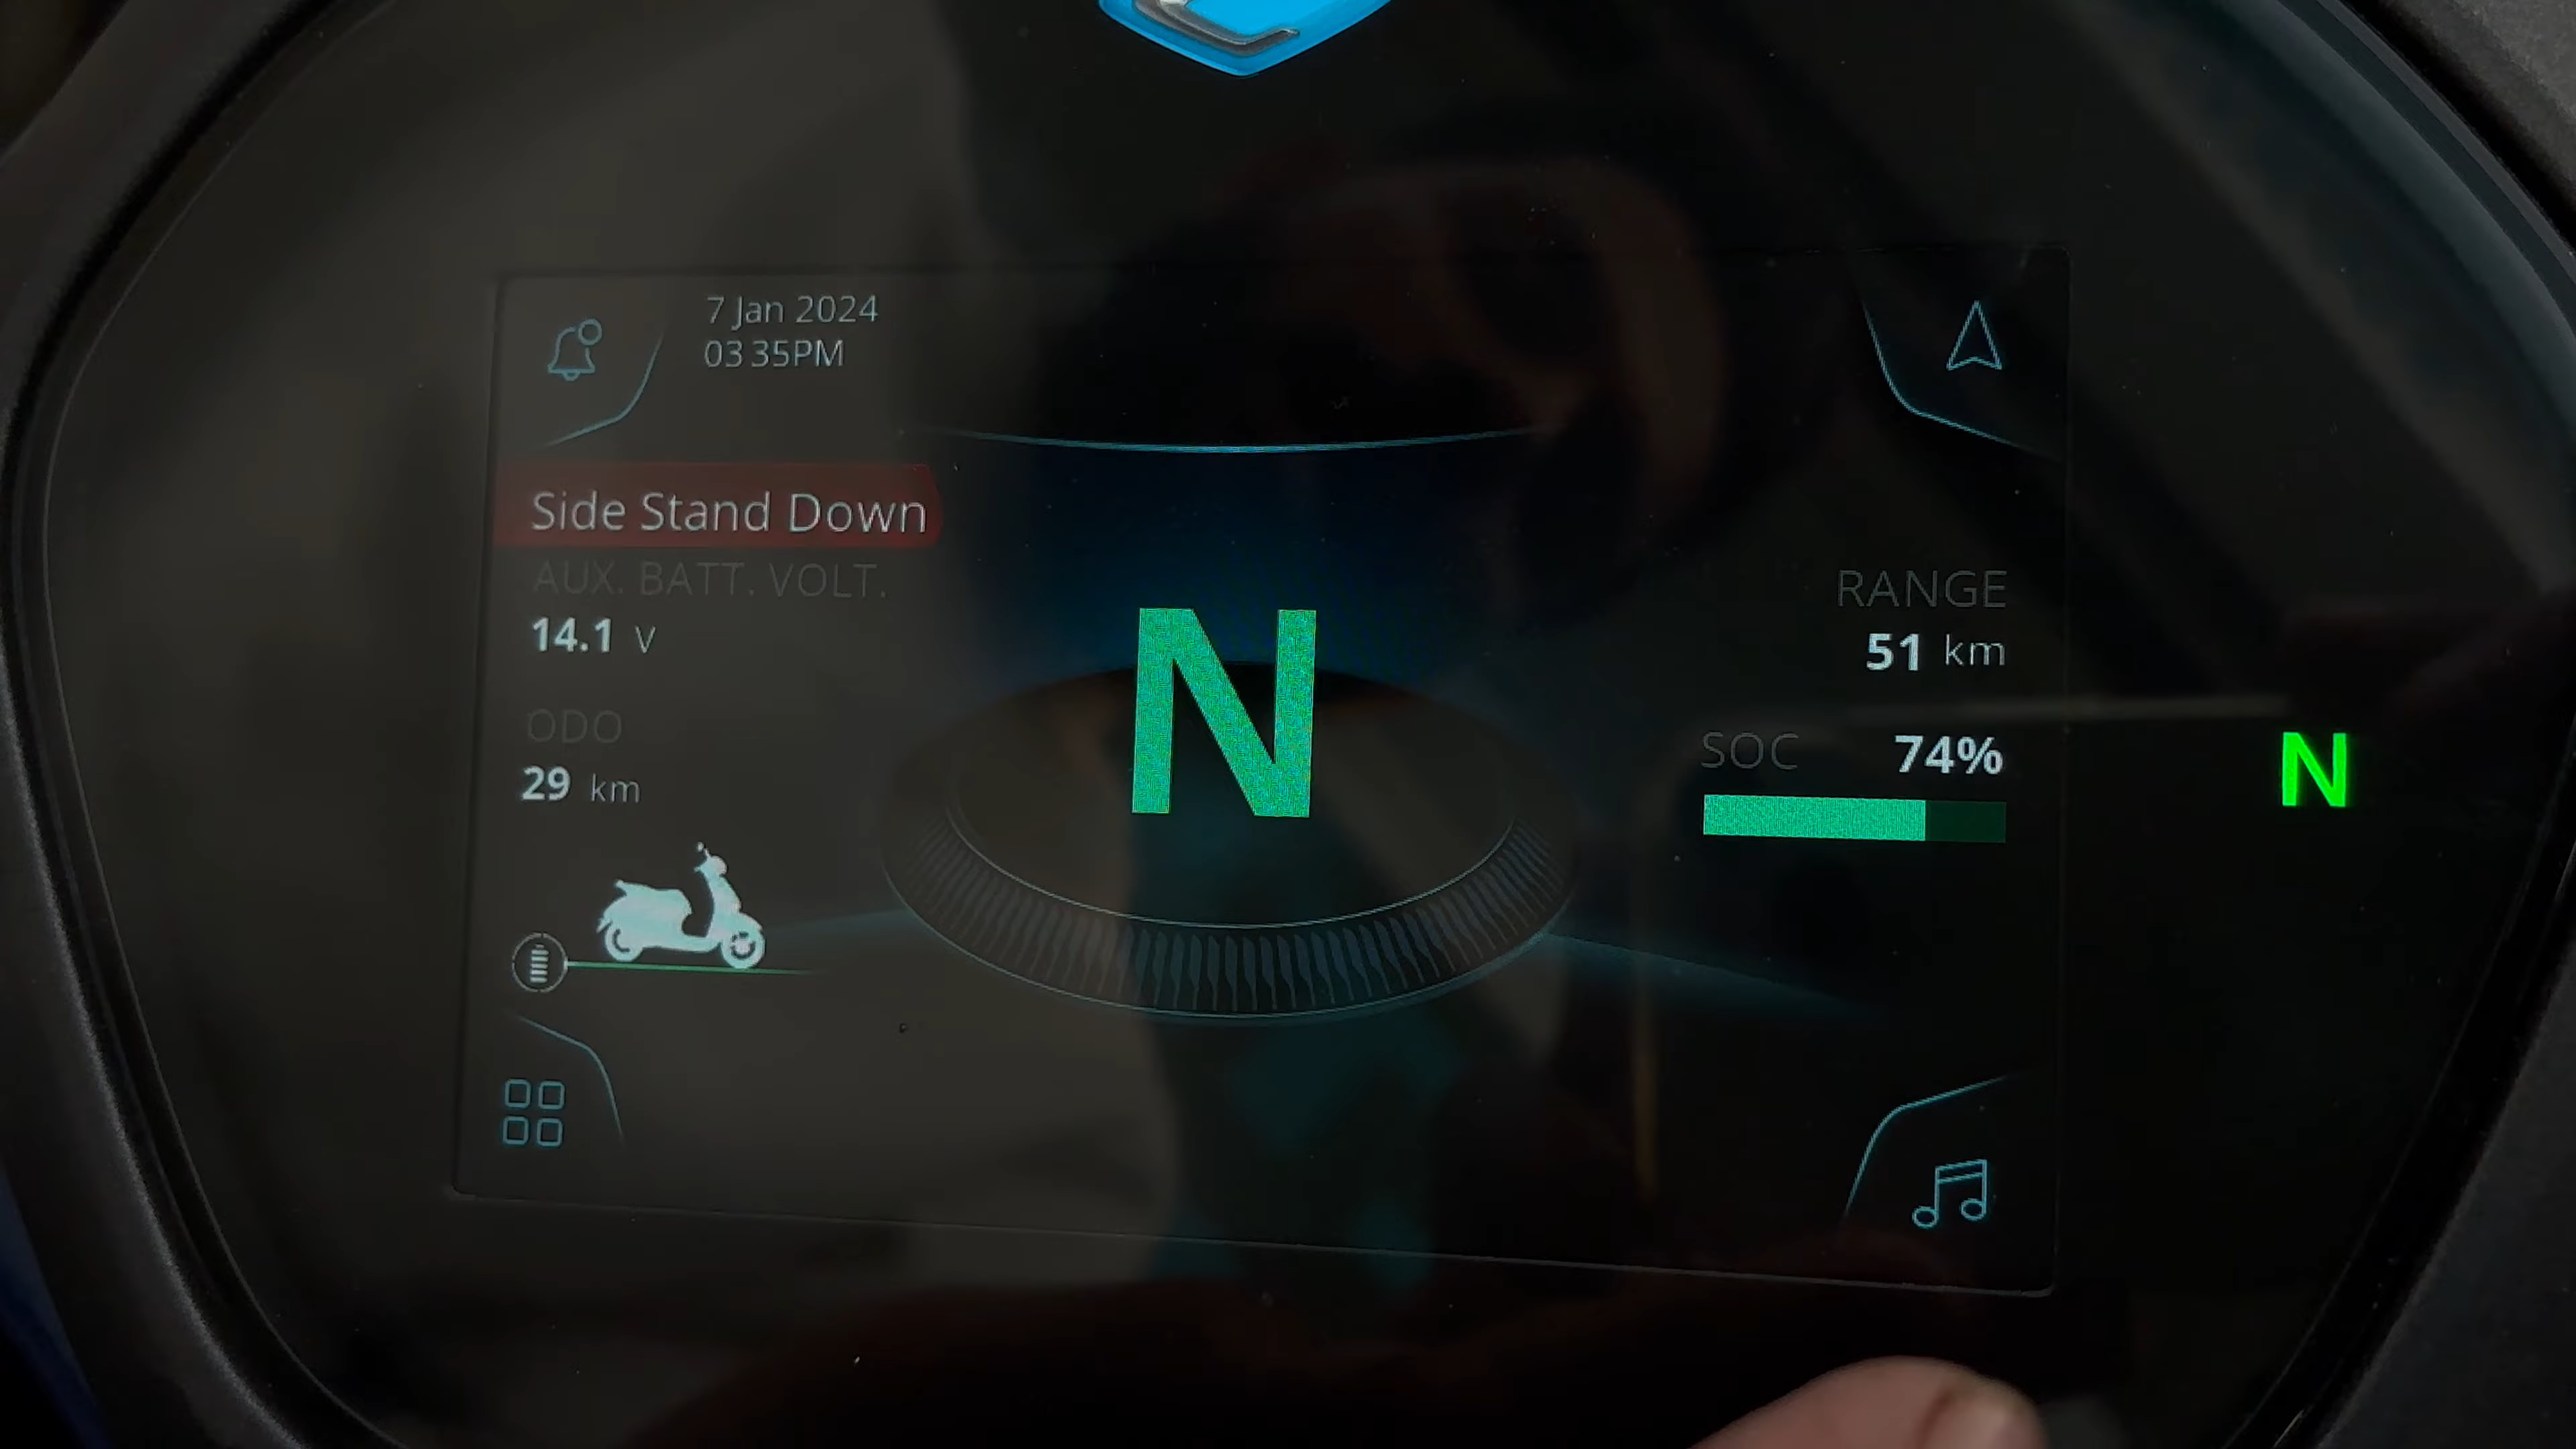 7 Jan 2024
03 35PM
Side Stand Down
AUX. BATT. VOLT.
14.1 V
ODO
29 km
N
RANGE
51 km
SOC 74%
N